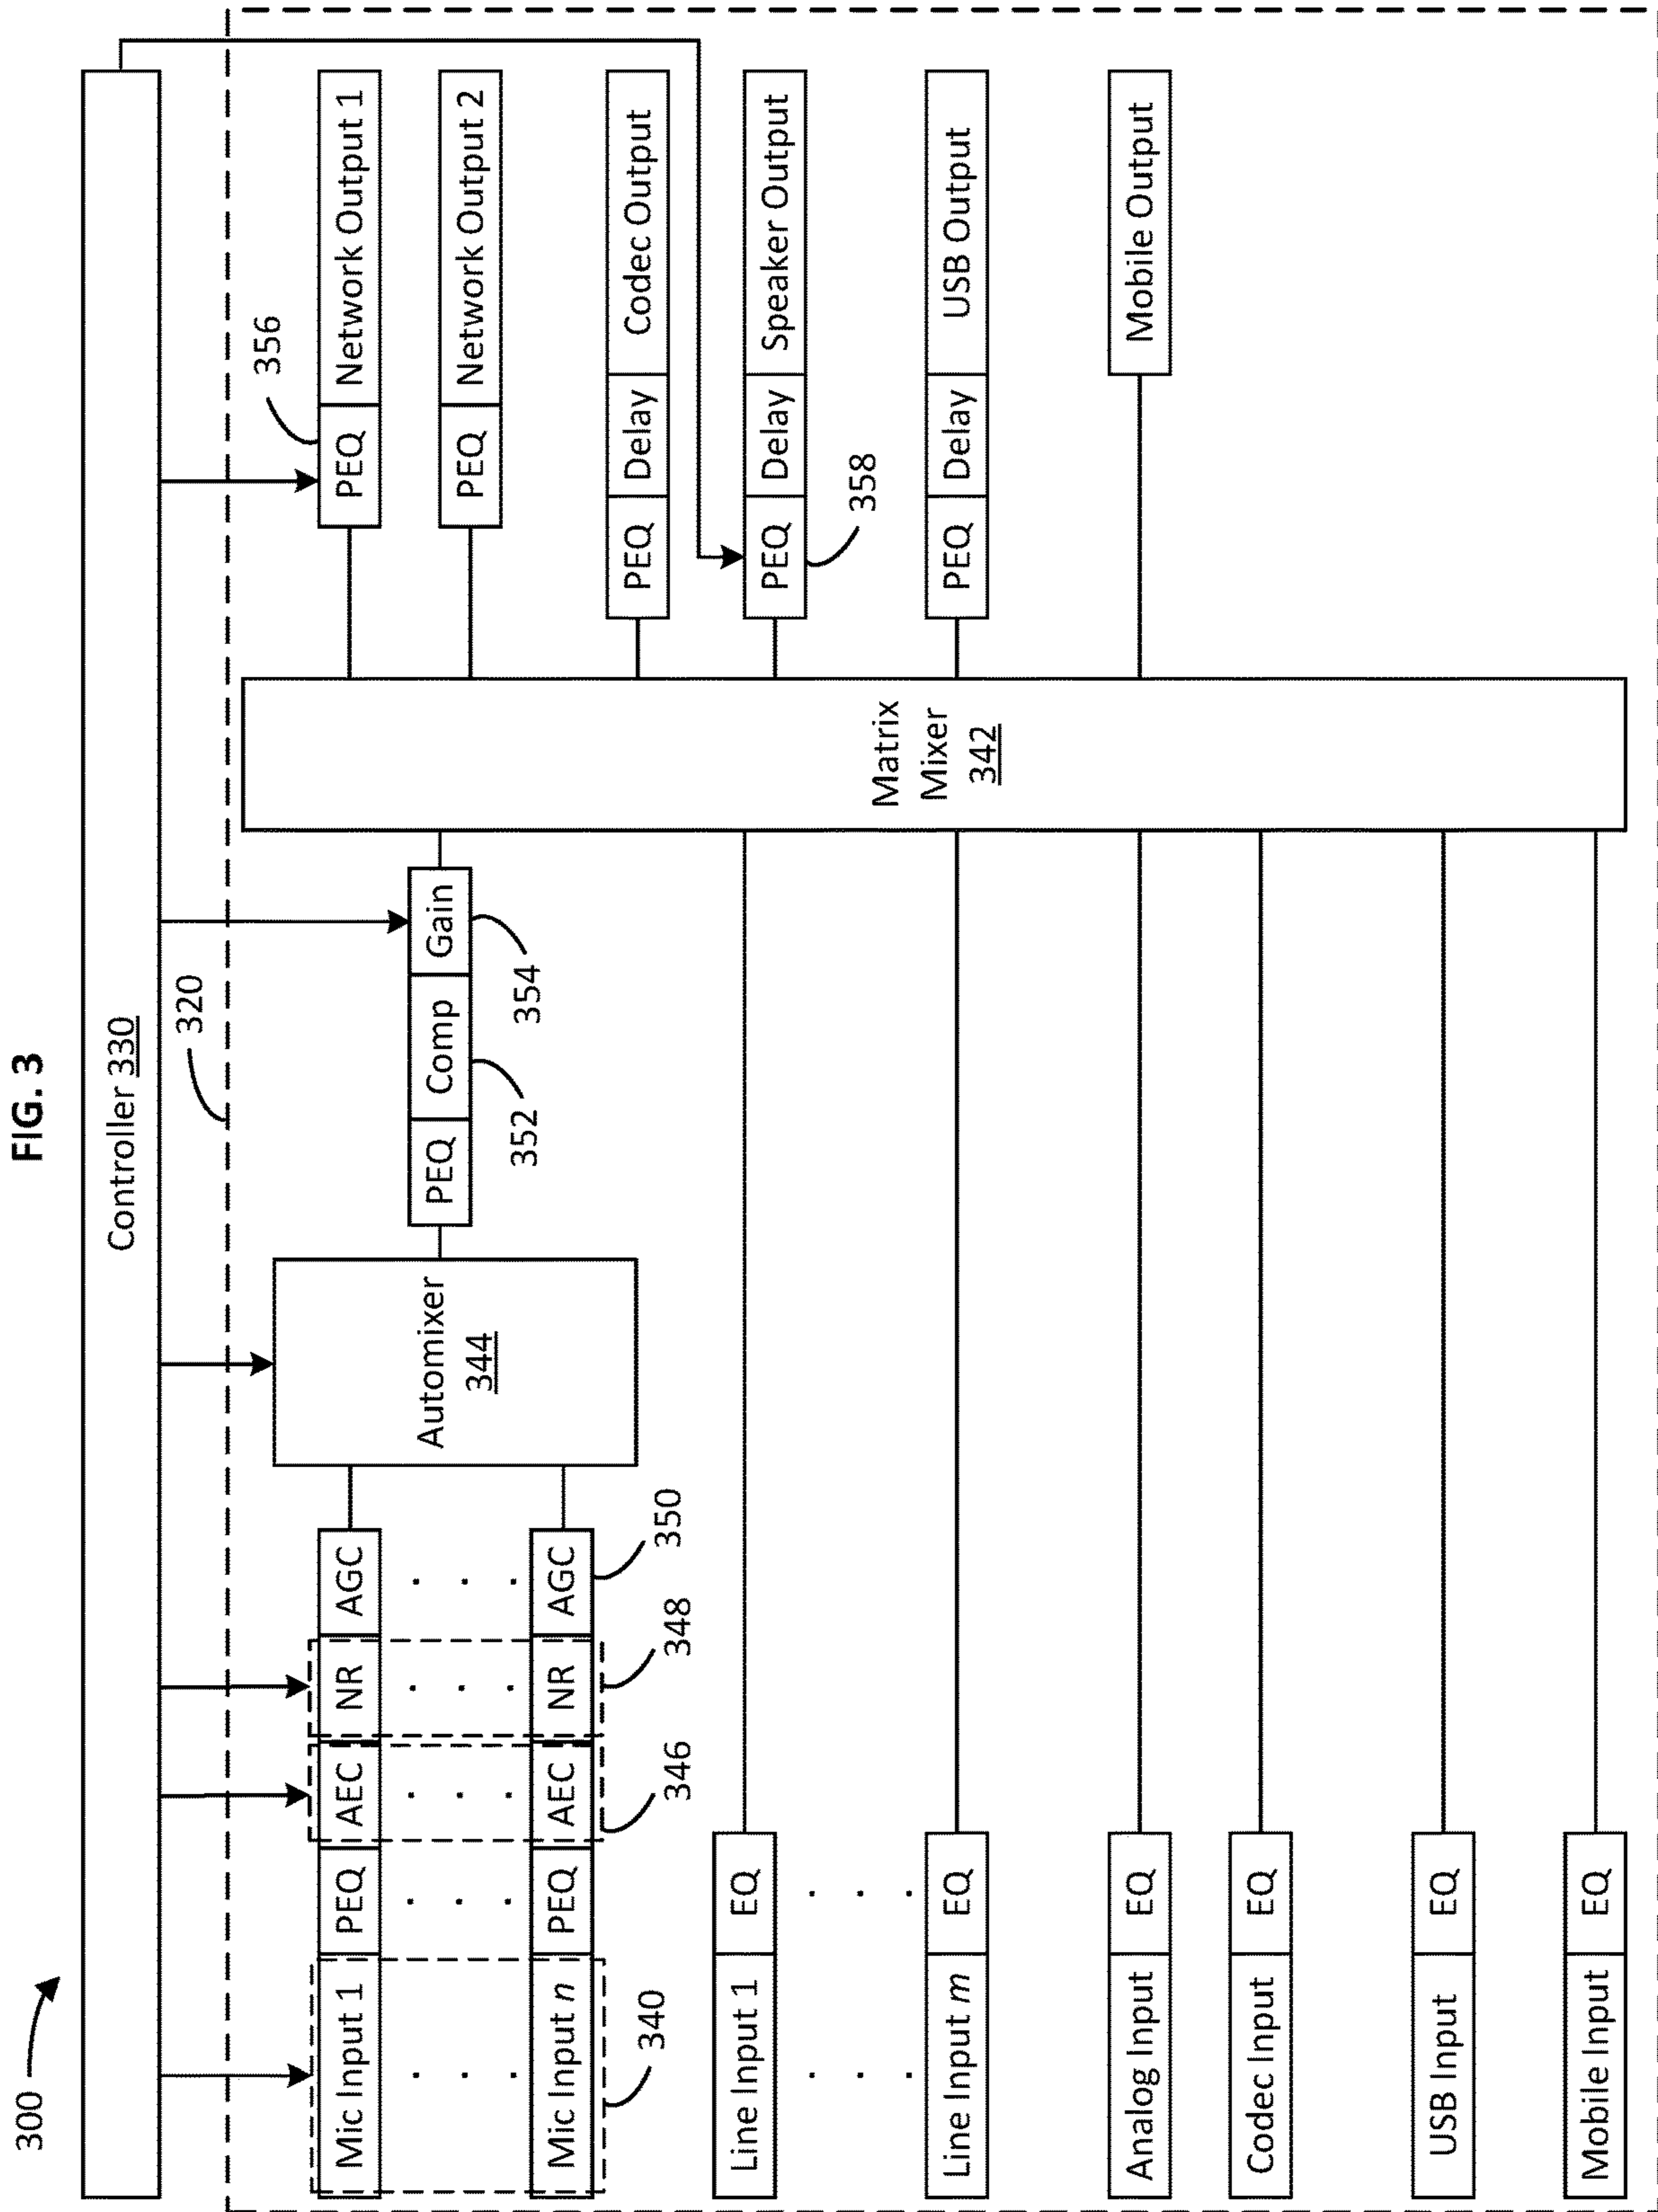 FIG. 3
300
Controller 330
320
Mic Input 1 PEQ AEC NR AGC
. . .
Mic Input n PEQ AEC NR AGC
340
346
348
350
Automixer
344
PEQ Comp Gain
352
354
Line Input 1 EQ
. . .
Line Input m EQ
Analog Input EQ
Codec Input EQ
USB Input EQ
Mobile Input EQ
Matrix
Mixer
342
356
PEQ Network Output 1
PEQ Network Output 2
PEQ Delay Codec Output
PEQ Delay Speaker Output
358
PEQ Delay USB Output
Mobile Output